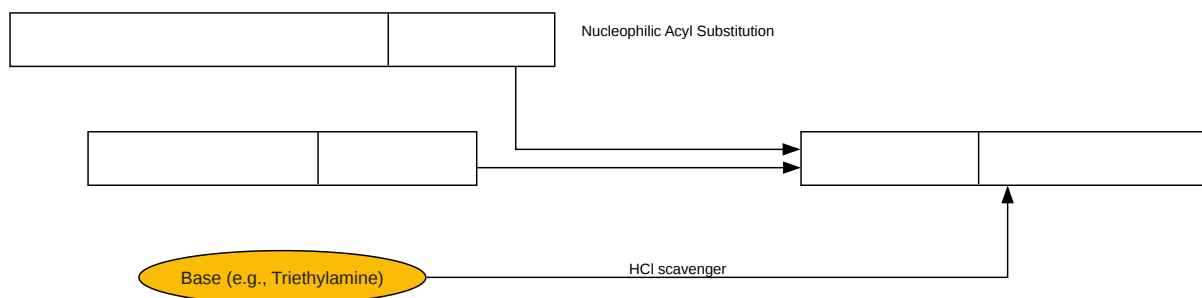 Nucleophilic Acyl Substitution
Base (e.g., Triethylamine)
HCl scavenger